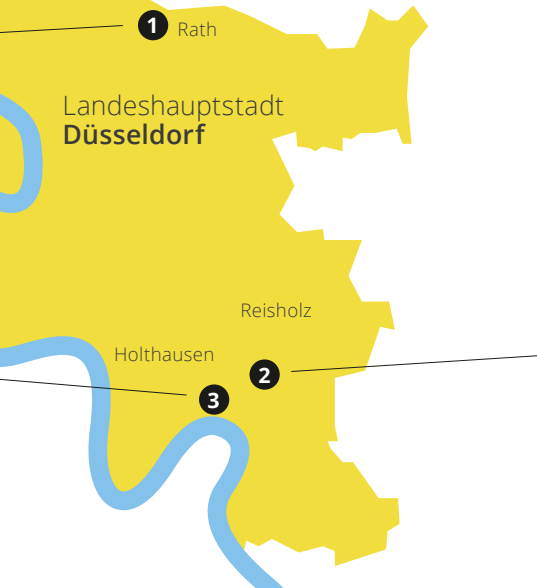 1 Rath
Landeshauptstadt
Düsseldorf
Reisholz
Holthausen
2
3